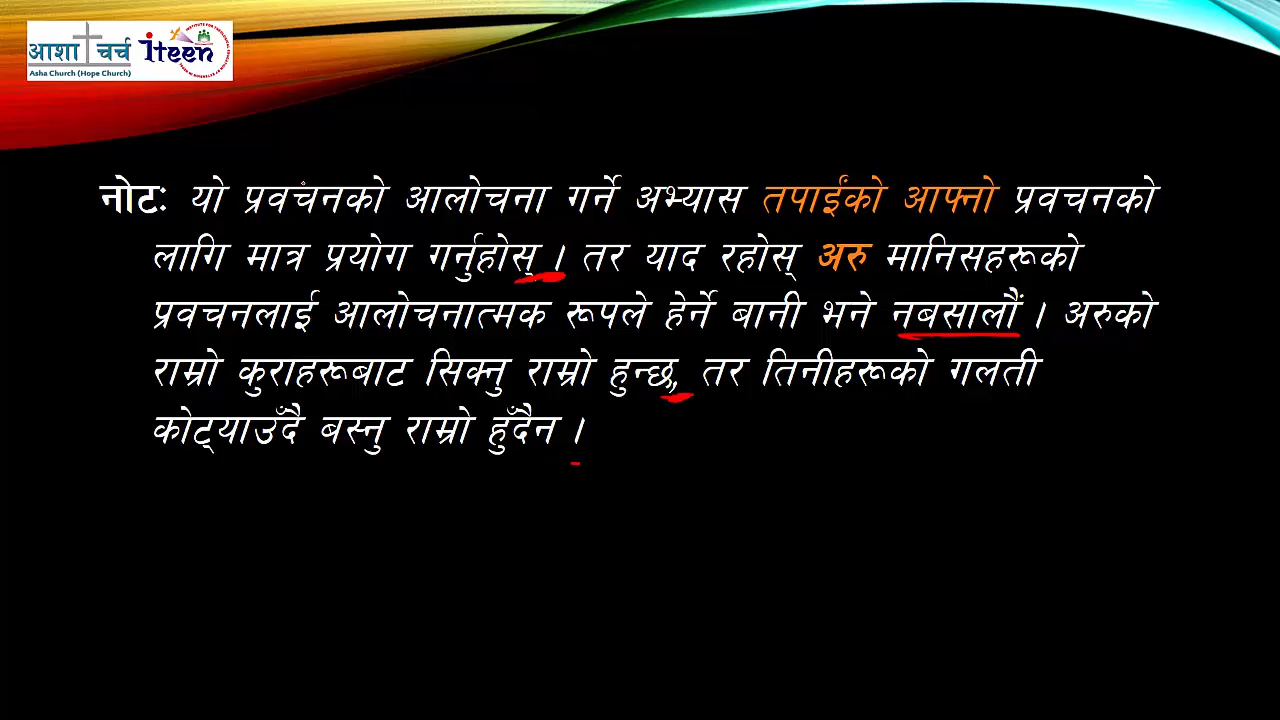 आशा चर्च iteen
Asha Church (Hope Church)
नोटः यो प्रवचनको आलोचना गर्ने अभ्यास तपाईंको आफ्नो प्रवचनको
लागि मात्र प्रयोग गर्नुहोस् । तर याद रहोस् अरु मानिसहरूको
प्रवचनलाई आलोचनात्मक रूपले हेर्ने बानी भने नबसालौं । अरुको
राम्रो कुराहरूबाट सिक्नु राम्रो हुन्छ, तर तिनीहरूको गलती
कोट्याउँदै बस्नु राम्रो हुँदैन ।